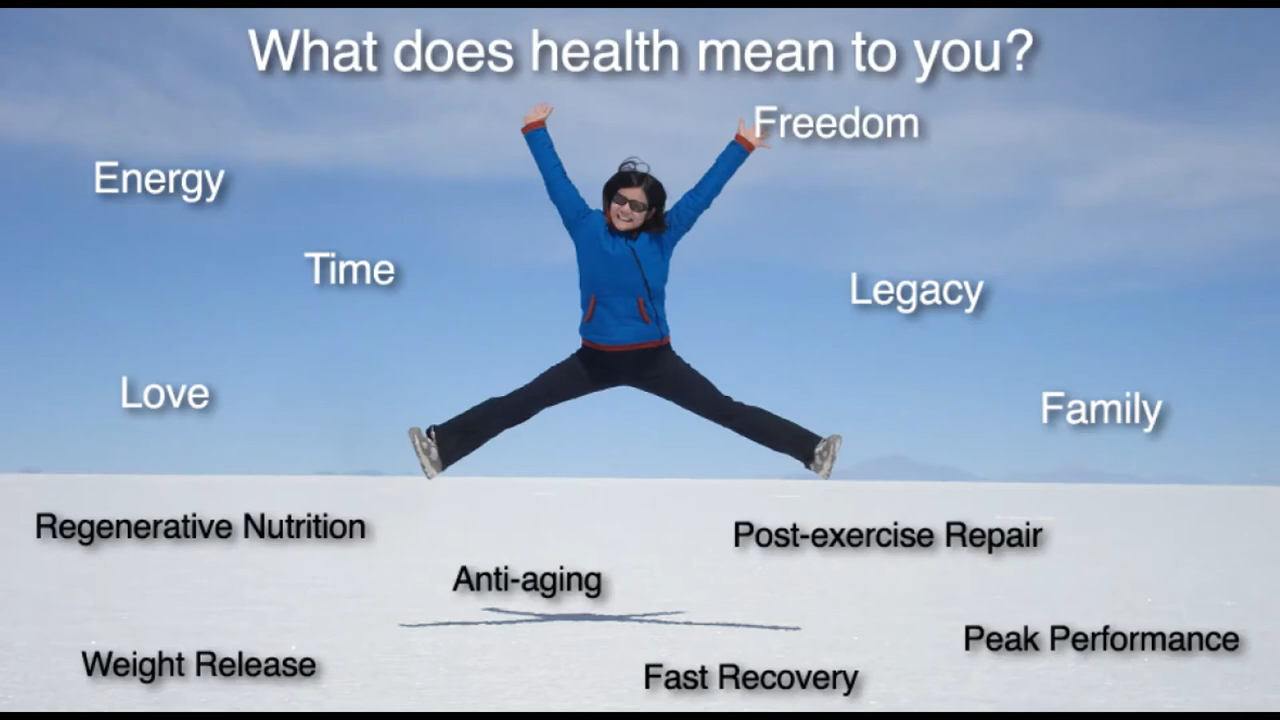 What does health mean to you?
Freedom
Energy
Time
Legacy
Love
Family
Regenerative Nutrition
Post-exercise Repair
Anti-aging
Peak Performance
Weight Release
Fast Recovery